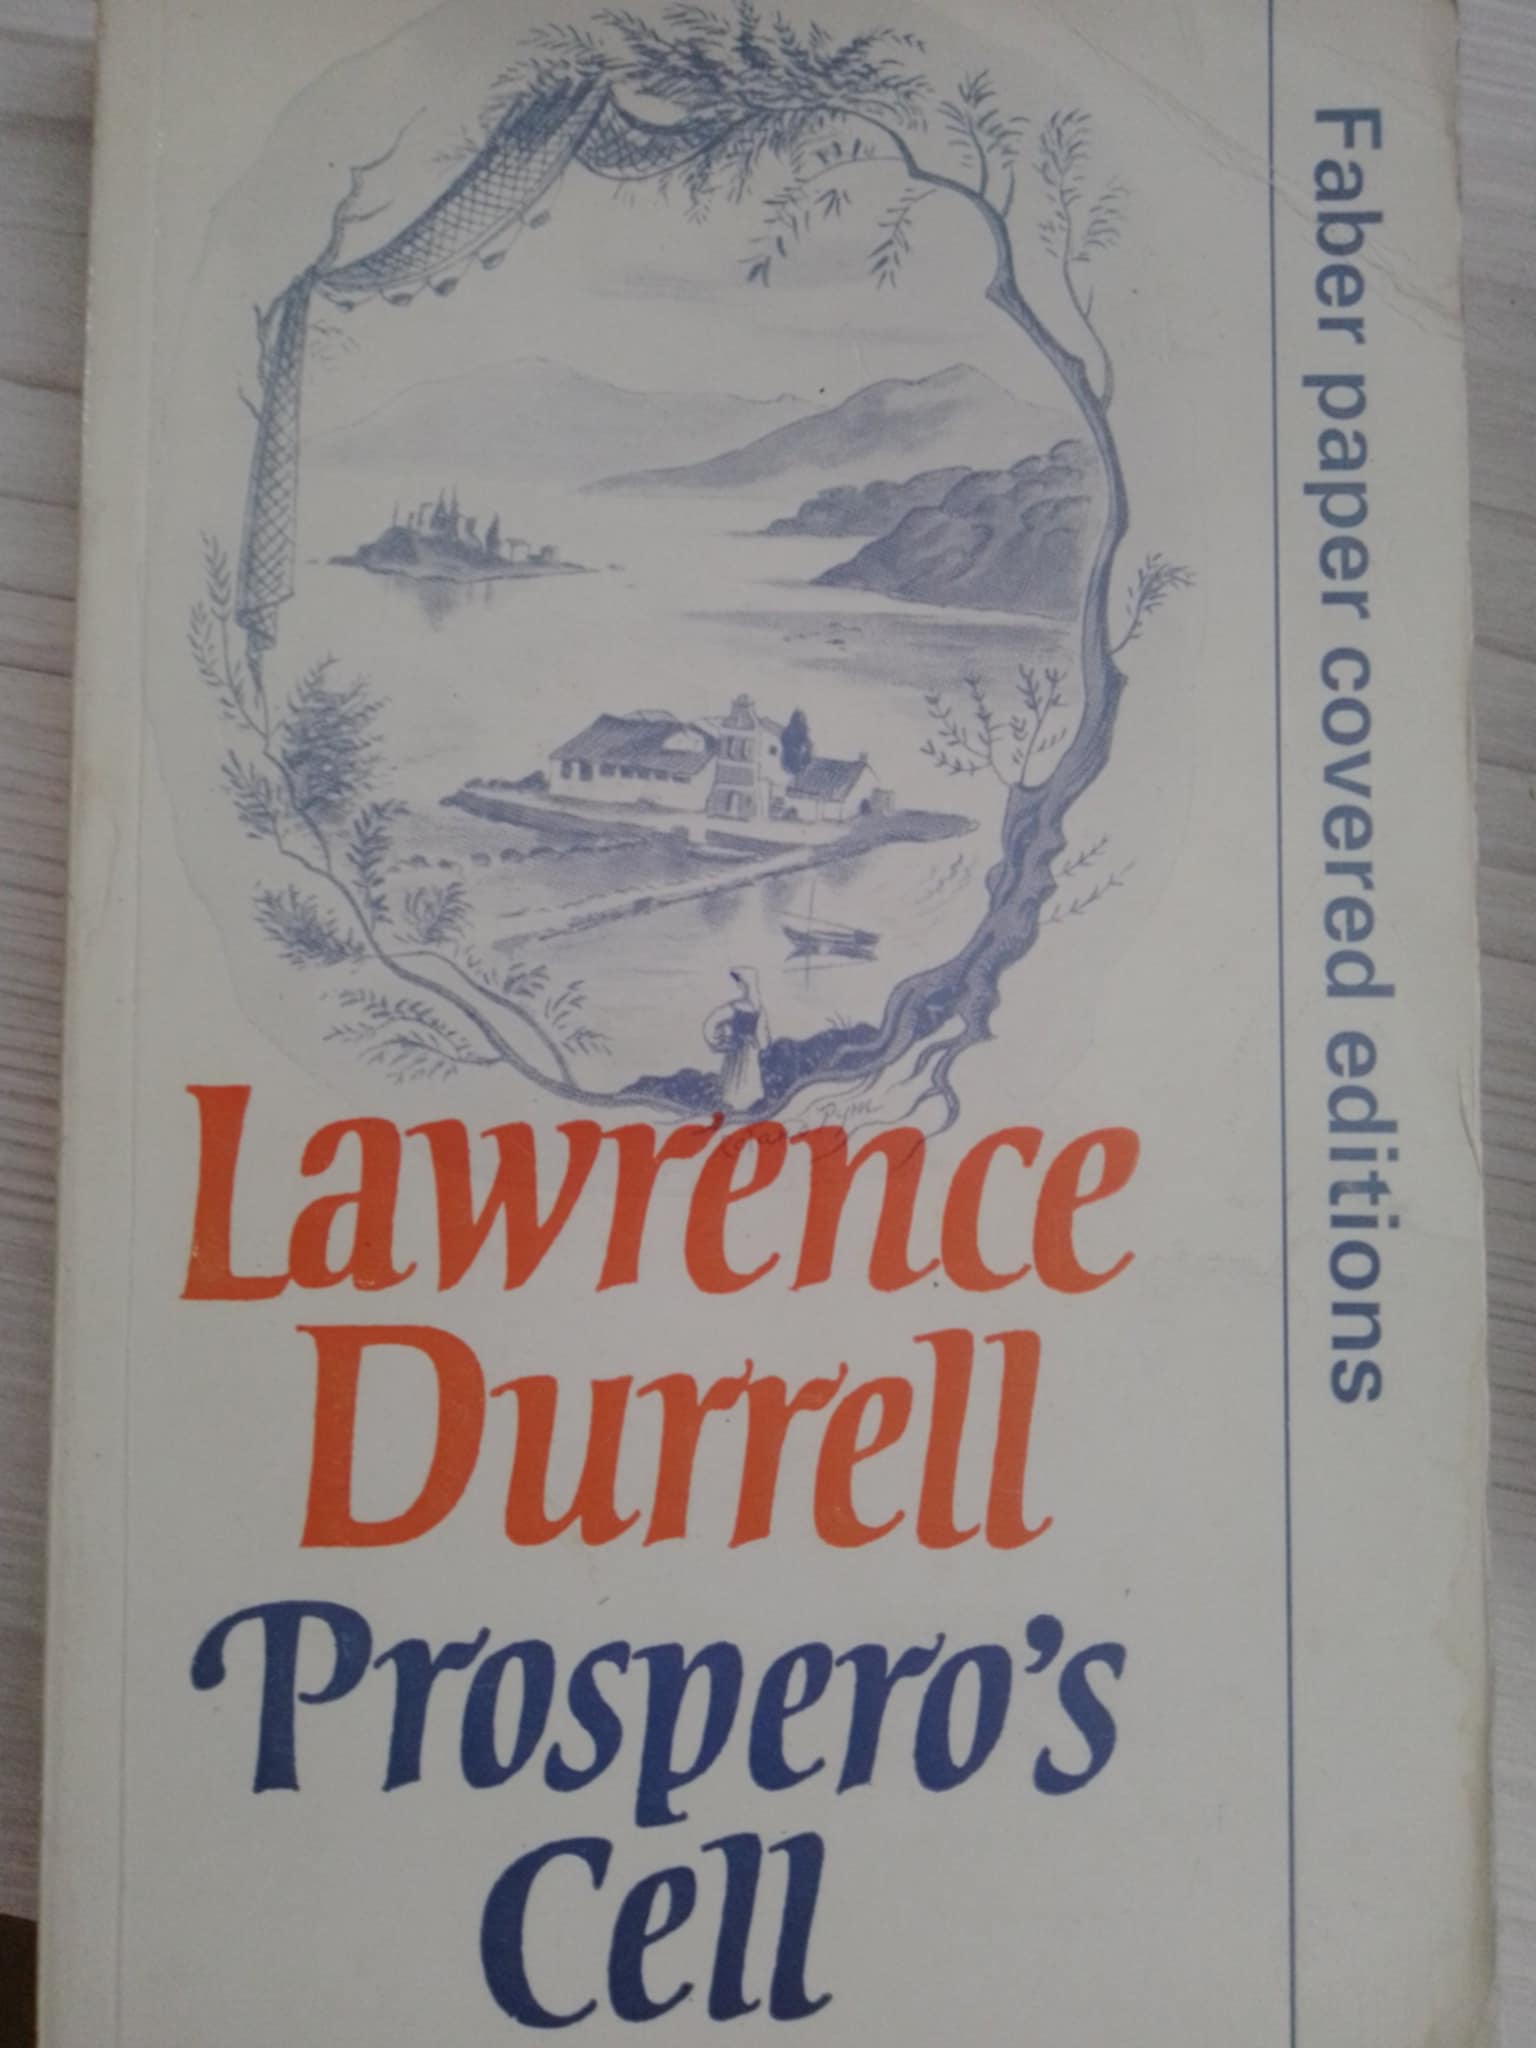 Faber paper covered editions
Lawrence
Durrell
Prospero's
Cell